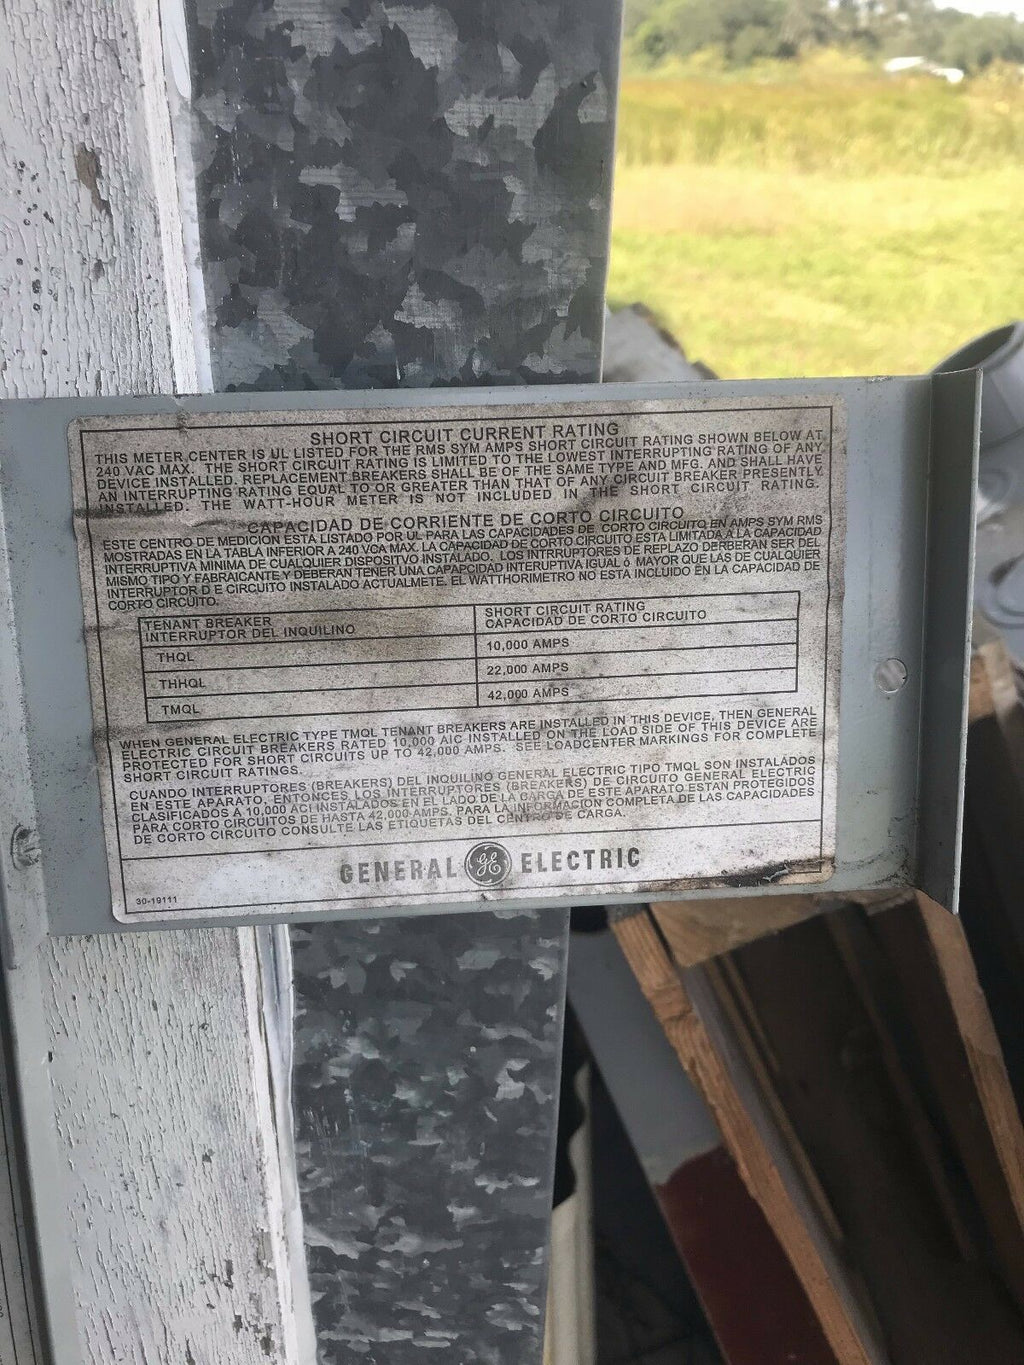 SHORT CIRCUIT CURRENT RATING
THIS METER CENTER IS UL LISTED FOR THE RMS SYM AMPS SHORT CIRCUIT RATING SHOWN BELOW AT
240 VAC MAX. THE SHORT CIRCUIT RATING IS LIMITED TO THE LOWEST INTERRUPTING RATING OF ANY
DEVICE INSTALLED. REPLACEMENT BREAKERS SHALL BE OF THE SAME TYPE AND MFG. AND SHALL HAVE
AN INTERRUPTING RATING EQUAL TO OR GREATER THAN THAT OF ANY CIRCUIT BREAKER PRESENTLY
INSTALLED. THE WATT-HOUR METER IS NOT INCLUDED IN THE SHORT CIRCUIT RATING.
CAPACIDAD DE CORRIENTE DE CORTO CIRCUITO
ESTE CENTRO DE MEDICION ESTA LISTADO POR UL PARA LAS CAPACIDADES DE CORTO CIRCUITO EN AMPS SYM RMS
MOSTRADAS EN LA TABLA INFERIOR A 240 VCA MAX. LA CAPACIDAD DE CORTO CIRCUITO ESTA LIMITADA A LA CAPACIDAD
INTERRUPTIVA MINIMA DE CUALQUIER DISPOSITIVO INSTALADO. LOS INTRRUPTORES DE REPLAZO DERBERAN SER DEL
MISMO TIPO Y FABRICANTE Y DEBERAN TENER UNA CAPAPCIDAD INTERUPTIVA IGUAL Ó MAYOR QUE LAS DE CUALQUIER
INTERRUPTOR D E CIRCUITO INSTALADO ACTUALMETE. EL WATTHORIMETRO NO ESTA INCLUIDO EN LA CAPACIDAD DE
CORTO CIRCUITO.
TENANT BREAKER SHORT CIRCUIT RATING
INTERRUPTOR DEL INQUILINO CAPACIDAD DE CORTO CIRCUITO
THQL 10,000 AMPS
THHQL 22,000 AMPS
TMQL 42,000 AMPS
WHEN GENERAL ELECTRIC TYPE TMQL TENANT BREAKERS ARE INSTALLED IN THIS DEVICE, THEN GENERAL
ELECTRIC CIRCUIT BREAKERS RATED 10,000 AIC INSTALLED ON THE LOAD SIDE OF THIS DEVICE ARE
PROTECTED FOR SHORT CIRCUITS UP TO 42,000 AMPS. SEE LOADCENTER MARKINGS FOR COMPLETE
SHORT CIRCUIT RATINGS.
CUANDO INTERRUPTORES (BREAKERS) DEL INQUILINO GENERAL ELECTRIC TIPO TMQL SON INSTALADOS
EN ESTE APARATO, ENTONCES LOS INTERRUPTORES (BREAKERS) DE CIRCUITO GENERAL ELECTRIC
CLASIFICADOS A 10,000 ACI INSTALADOS EN EL LADO DE LA CARGA DE ESTE APARATO ESTAN PROTEGIDOS
PARA CORTO CIRCUITOS DE HASTA 42,000 AMPS. PARA LA INFORMACION COMPLETA DE LAS CAPACIDADES
DE CORTO CIRCUITO CONSULTE LAS ETIQUETAS DEL CENTRO DE CARGA.
GENERAL GE ELECTRIC
30-19111